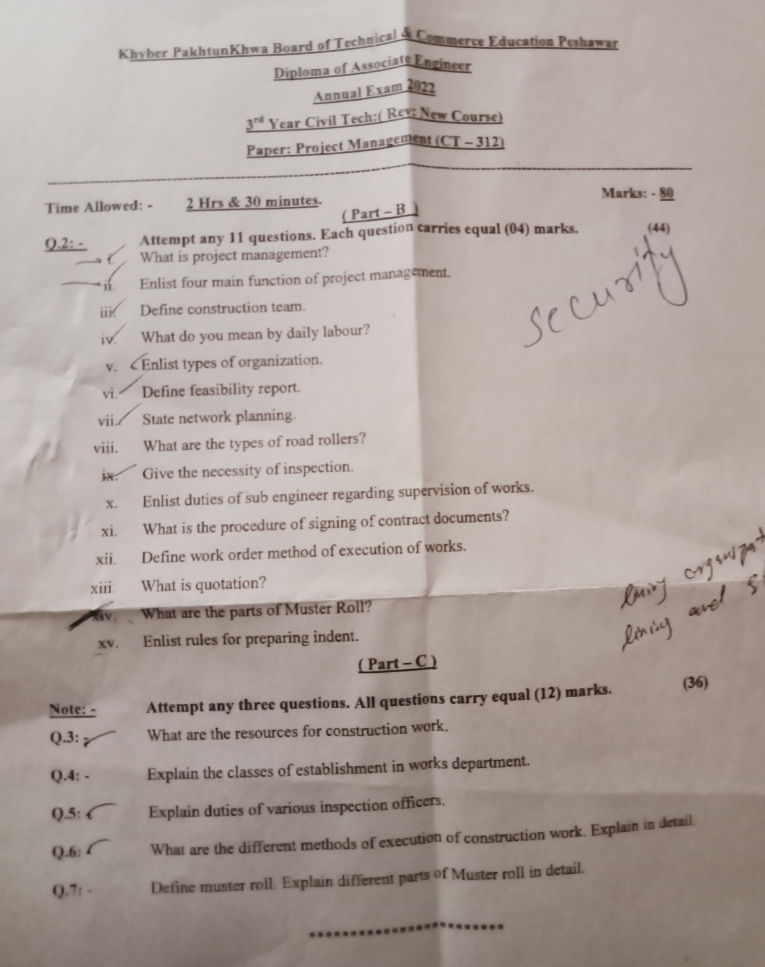 Khyber PakhtunKhwa Board of Technical & Commerce Education Peshawar
Diploma of Associate Engineer
Annual Exam 2022
3rd Year Civil Tech:( Rev: New Course)
Paper: Project Management (CT – 312)
Time Allowed: - 2 Hrs & 30 minutes. Marks: - 80
( Part – B )
Q.2: - Attempt any 11 questions. Each question carries equal (04) marks. (44)
i. What is project management?
ii. Enlist four main function of project management.
iii. Define construction team.
iv. What do you mean by daily labour?
security
v. Enlist types of organization.
vi. Define feasibility report.
vii. State network planning.
viii. What are the types of road rollers?
ix. Give the necessity of inspection.
x. Enlist duties of sub engineer regarding supervision of works.
xi. What is the procedure of signing of contract documents?
xii. Define work order method of execution of works.
xiii. What is quotation?
xiv. What are the parts of Muster Roll?
xv. Enlist rules for preparing indent.
and
( Part – C )
Note: - Attempt any three questions. All questions carry equal (12) marks. (36)
Q.3: - What are the resources for construction work.
Q.4: - Explain the classes of establishment in works department.
Q.5: Explain duties of various inspection officers.
Q.6: What are the different methods of execution of construction work. Explain in detail.
Q.7: - Define muster roll. Explain different parts of Muster roll in detail.